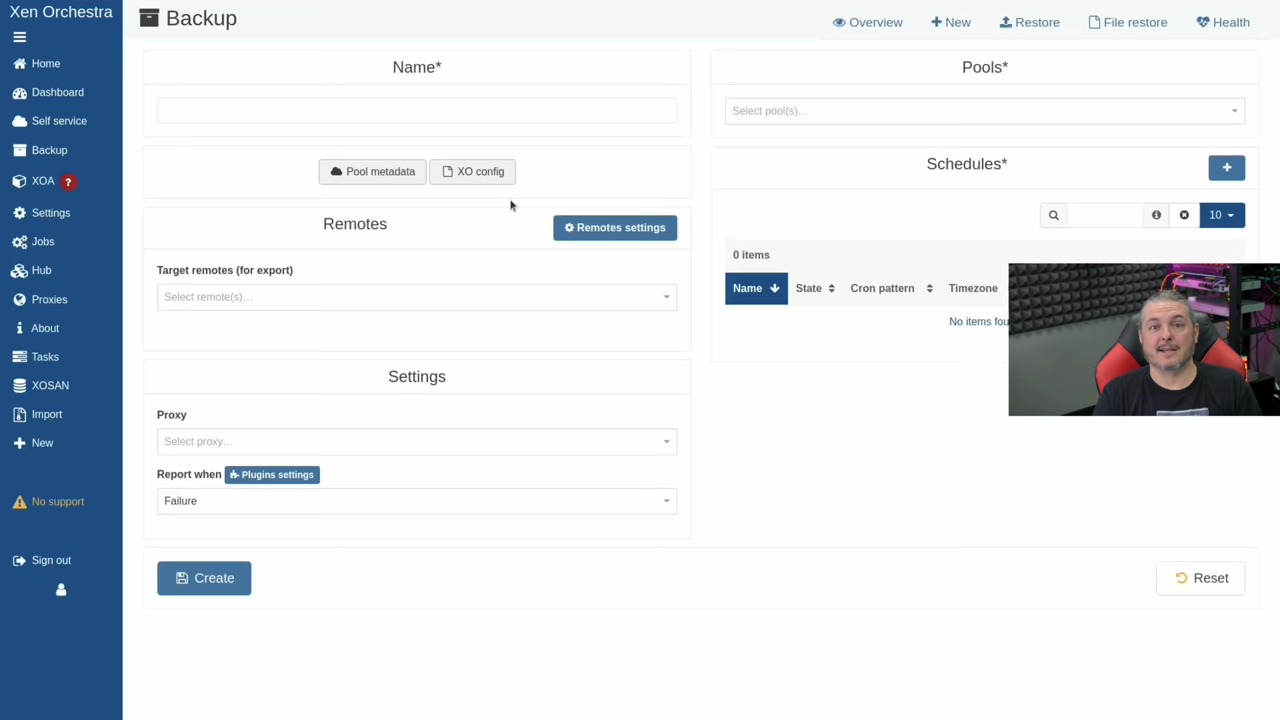 Xen Orchestra
Home
Dashboard
Self service
Backup
XOA ?
Settings
Jobs
Hub
Proxies
About
Tasks
XOSAN
Import
New
No support
Sign out
Backup
Overview
New
Restore
File restore
Health
Name*
Pool metadata
XO config
Remotes
Remotes settings
Target remotes (for export)
Select remote(s)…
Settings
Proxy
Select proxy…
Report when
Plugins settings
Failure
Create
Pools*
Select pool(s)…
Schedules*
10
0 items
Name State Cron pattern Timezone
No items fou
Reset